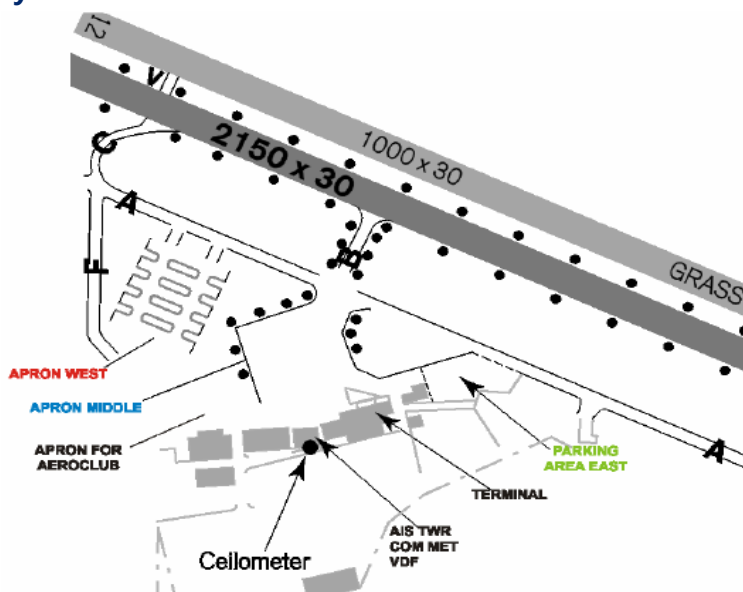 12
V
C
2150 x 30
1000 x 30
A
B
F
GRASS
APRON WEST
APRON MIDDLE
APRON FOR
AEROCLUB
PARKING
AREA EAST
A
TERMINAL
AIS TWR
COM MET
VDF
Ceilometer